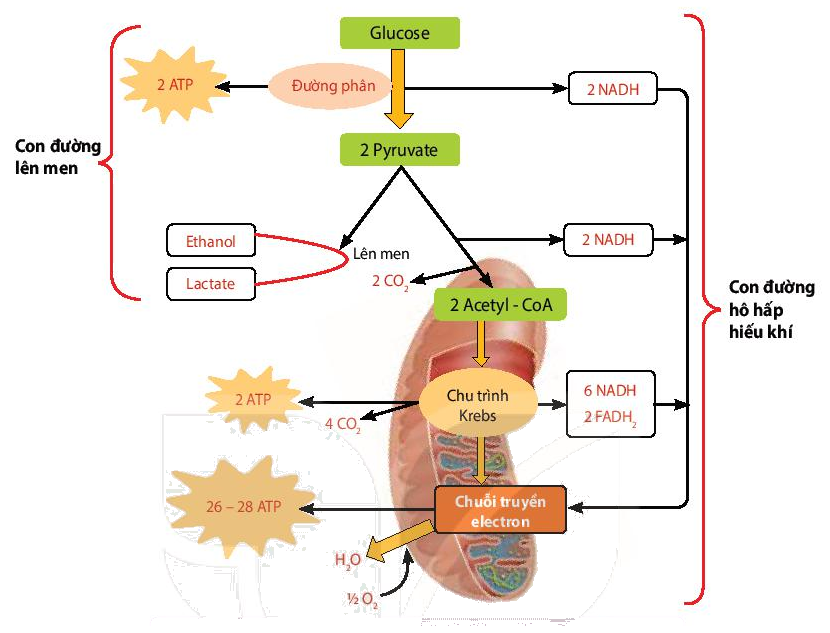 Glucose
2 ATP
Đường phân
2 NADH
Con đường
lên men
2 Pyruvate
Ethanol
Lactate
Lên men
2 NADH
2 CO₂
2 Acetyl - CoA
Con đường
hô hấp
hiếu khí
2 ATP
4 CO₂
Chu trình
Krebs
6 NADH
2 FADH₂
26 – 28 ATP
Chuỗi truyền
electron
H₂O
½ O₂